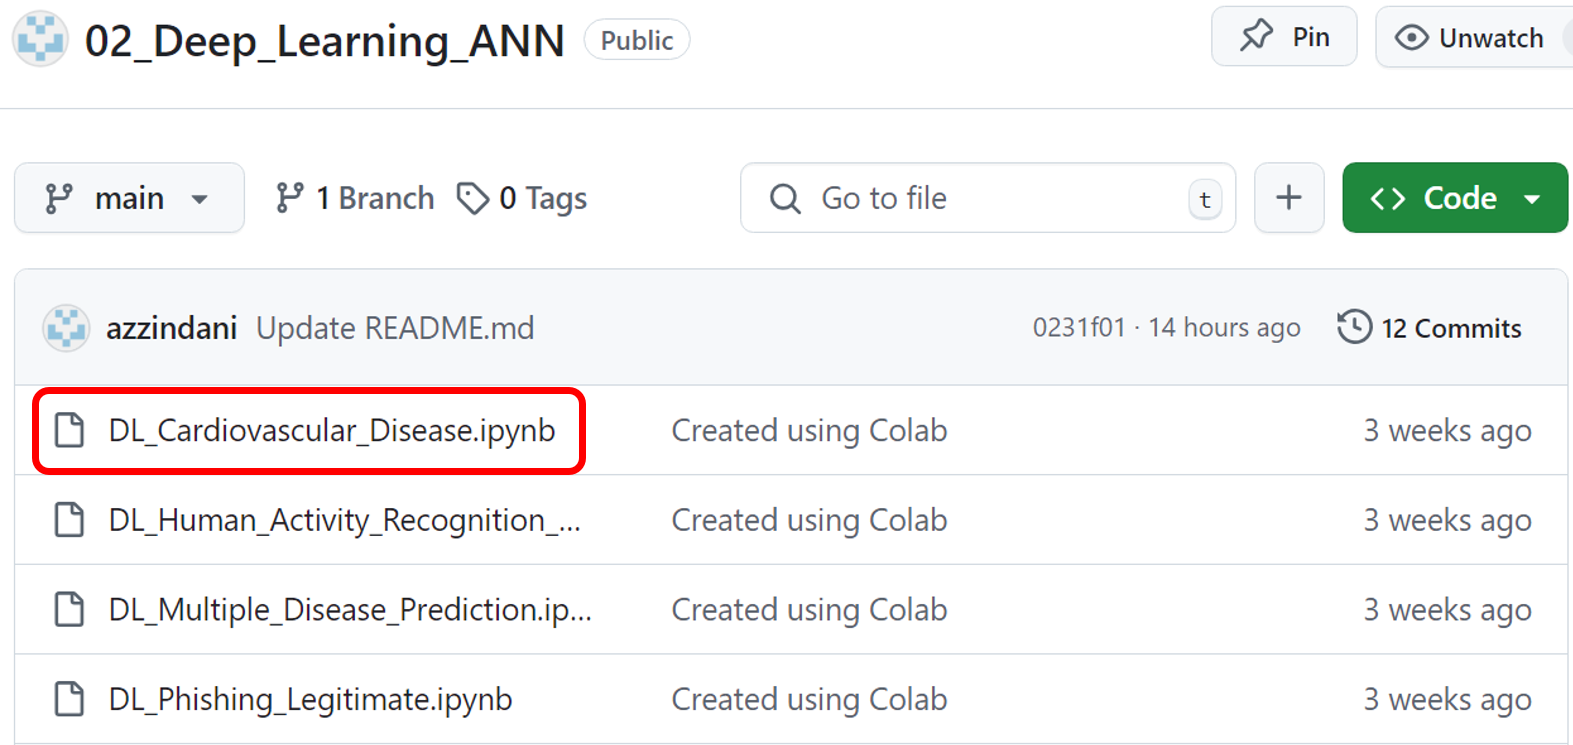 02_Deep_Learning_ANN Public Pin Unwatch
main 1 Branch 0 Tags Go to file t + Code
azzindani Update README.md 0231f01 · 14 hours ago 12 Commits
DL_Cardiovascular_Disease.ipynb Created using Colab 3 weeks ago
DL_Human_Activity_Recognition_... Created using Colab 3 weeks ago
DL_Multiple_Disease_Prediction.ip... Created using Colab 3 weeks ago
DL_Phishing_Legitimate.ipynb Created using Colab 3 weeks ago